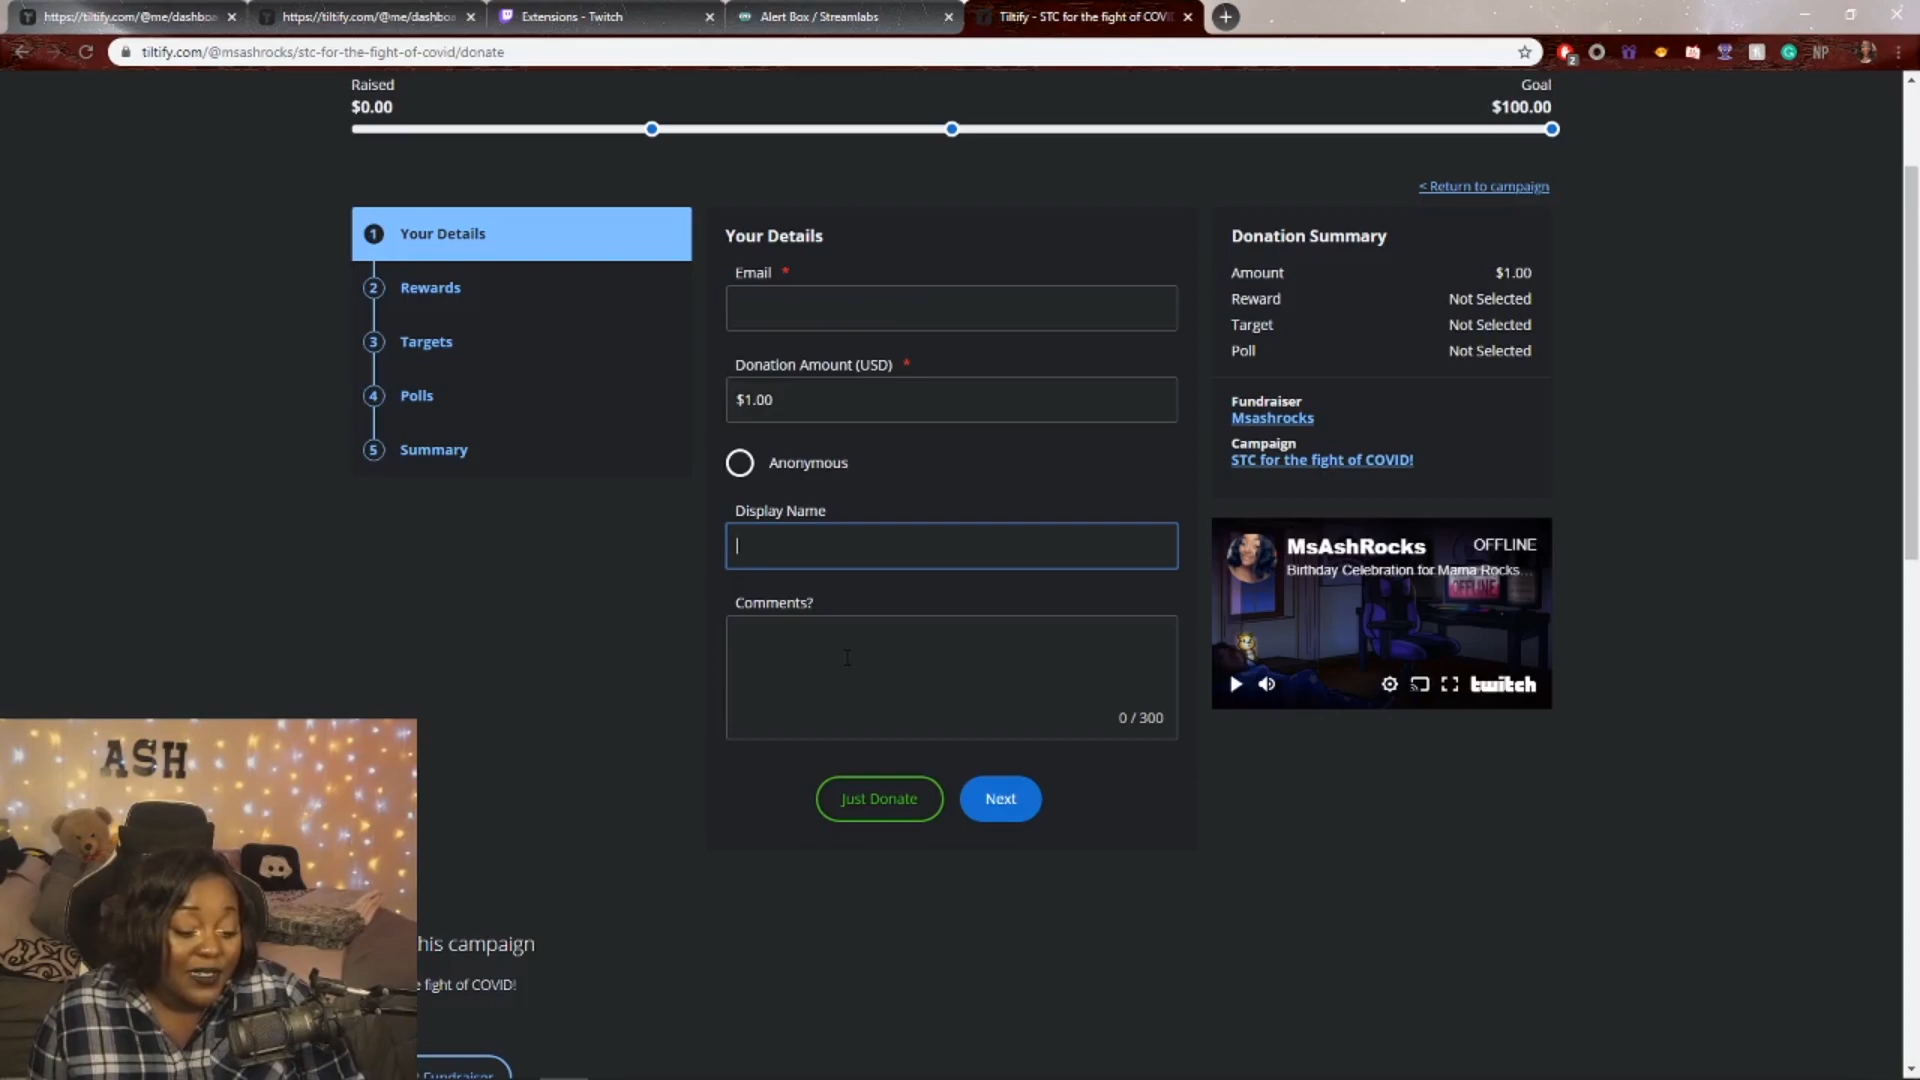 https://tiltify.com/@me/dashbo
https://tiltify.com/@me/dashbo
Extensions - Twitch
Alert Box / Streamlabs
Tiltify - STC for the fight of COVI
tiltify.com/@msashrocks/stc-for-the-fight-of-covid/donate
2
NP
Raised
$0.00
Goal
$100.00
< Return to campaign
1 Your Details
2 Rewards
3 Targets
4 Polls
5 Summary
Your Details
Email *
Donation Amount (USD) *
$1.00
Anonymous
Display Name
Comments?
0 / 300
Just Donate
Next
Donation Summary
Amount $1.00
Reward Not Selected
Target Not Selected
Poll Not Selected
Fundraiser
Msashrocks
Campaign
STC for the fight of COVID!
MsAshRocks OFFLINE
Birthday Celebration for Mama Rocks...
OFFLINE
twitch
ASH
his campaign
fight of COVID!
Fundraiser